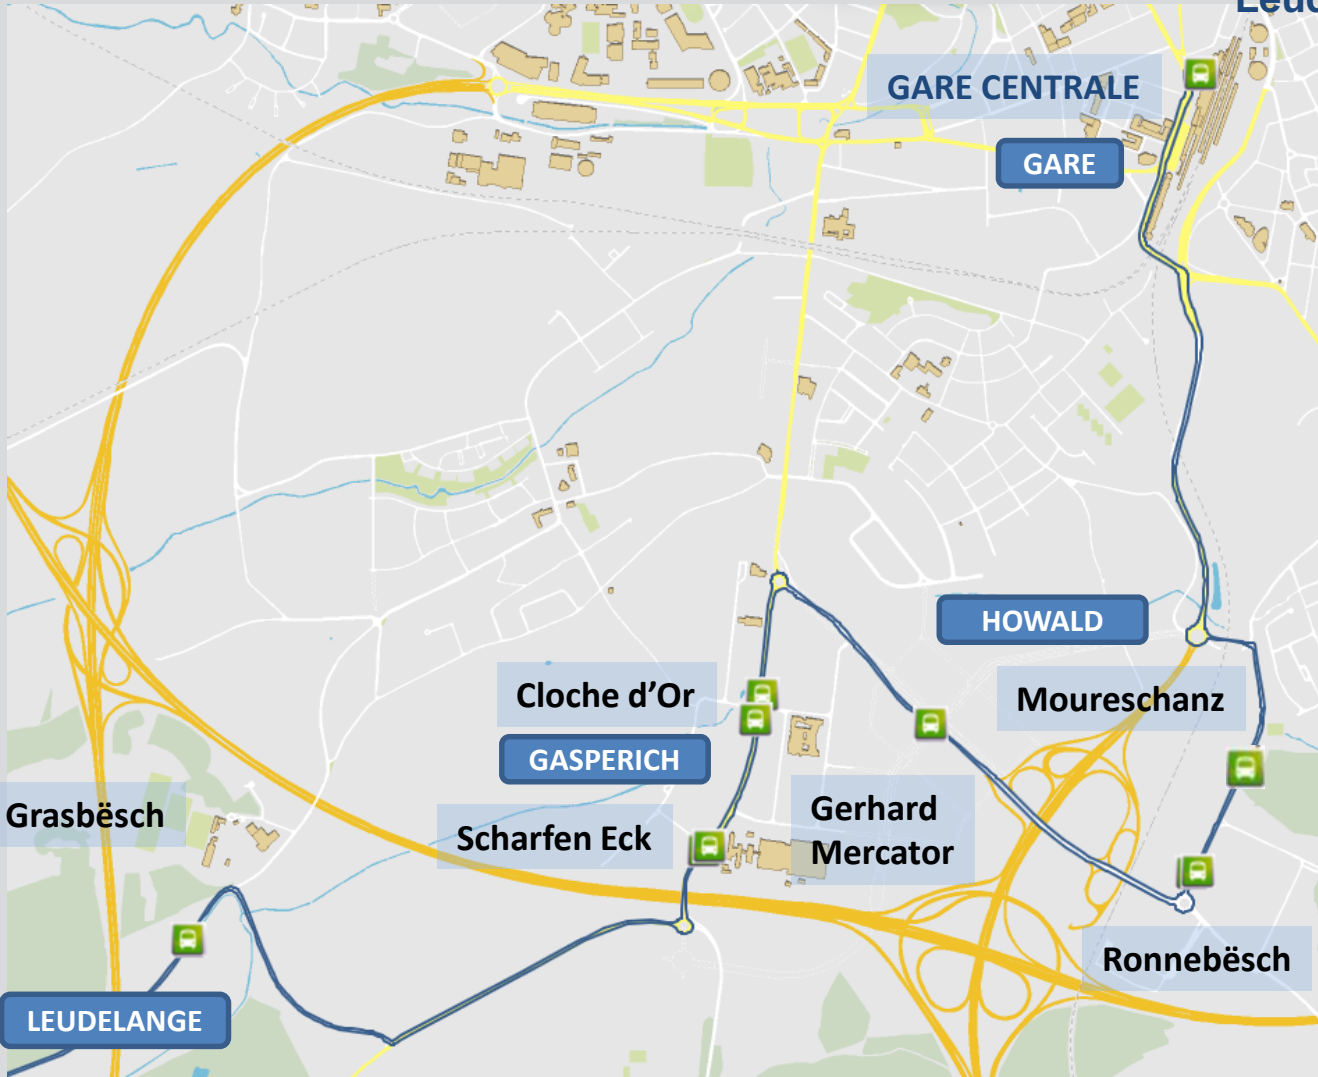 GARE CENTRALE
GARE
HOWALD
Cloche d’Or
Moureschanz
GASPERICH
Grasbësch
Gerhard
Mercator
Scharfen Eck
Ronnebësch
LEUDELANGE